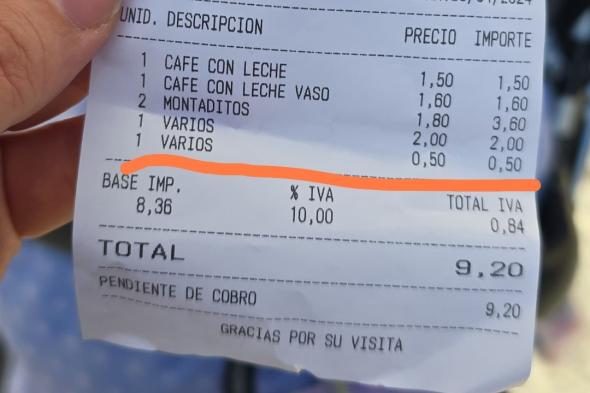 UNID. DESCRIPCION PRECIO IMPORTE
1 CAFE CON LECHE 1,50 1,50
1 CAFE CON LECHE VASO 1,60 1,60
2 MONTADITOS 1,80 3,60
1 VARIOS 2,00 2,00
1 VARIOS 0,50 0,50
BASE IMP. % IVA TOTAL IVA
8,36 10,00 0,84
TOTAL 9,20
PENDIENTE DE COBRO 9,20
GRACIAS POR SU VISITA